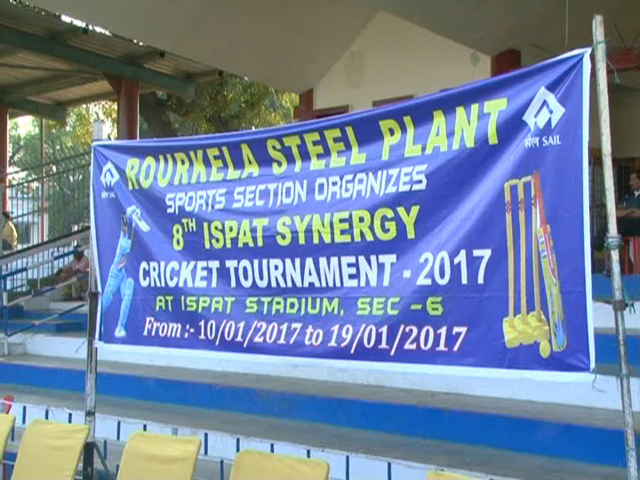 ROURKELA STEEL PLANT
सेल SAIL
SPORTS SECTION ORGANIZES
8TH ISPAT SYNERGY
CRICKET TOURNAMENT - 2017
AT ISPAT STADIUM, SEC - 6
From :- 10/01/2017 to 19/01/2017